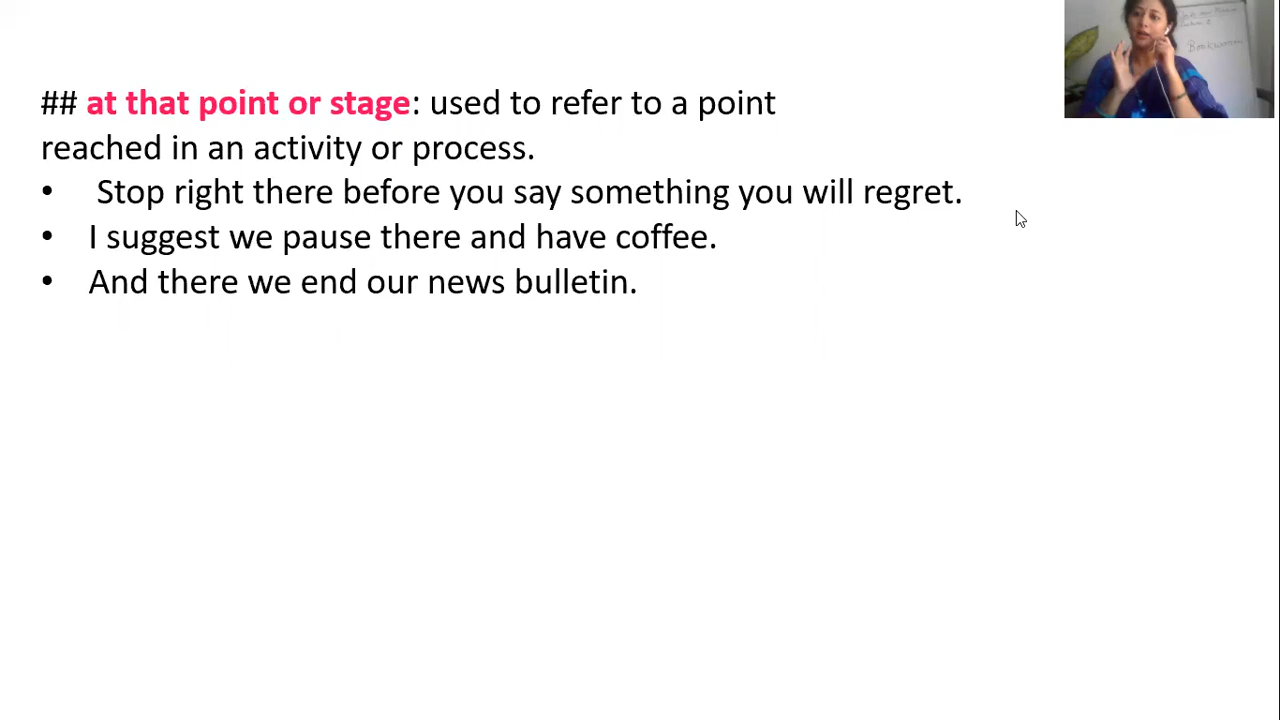 ## at that point or stage: used to refer to a point
reached in an activity or process.
• Stop right there before you say something you will regret.
• I suggest we pause there and have coffee.
• And there we end our news bulletin.